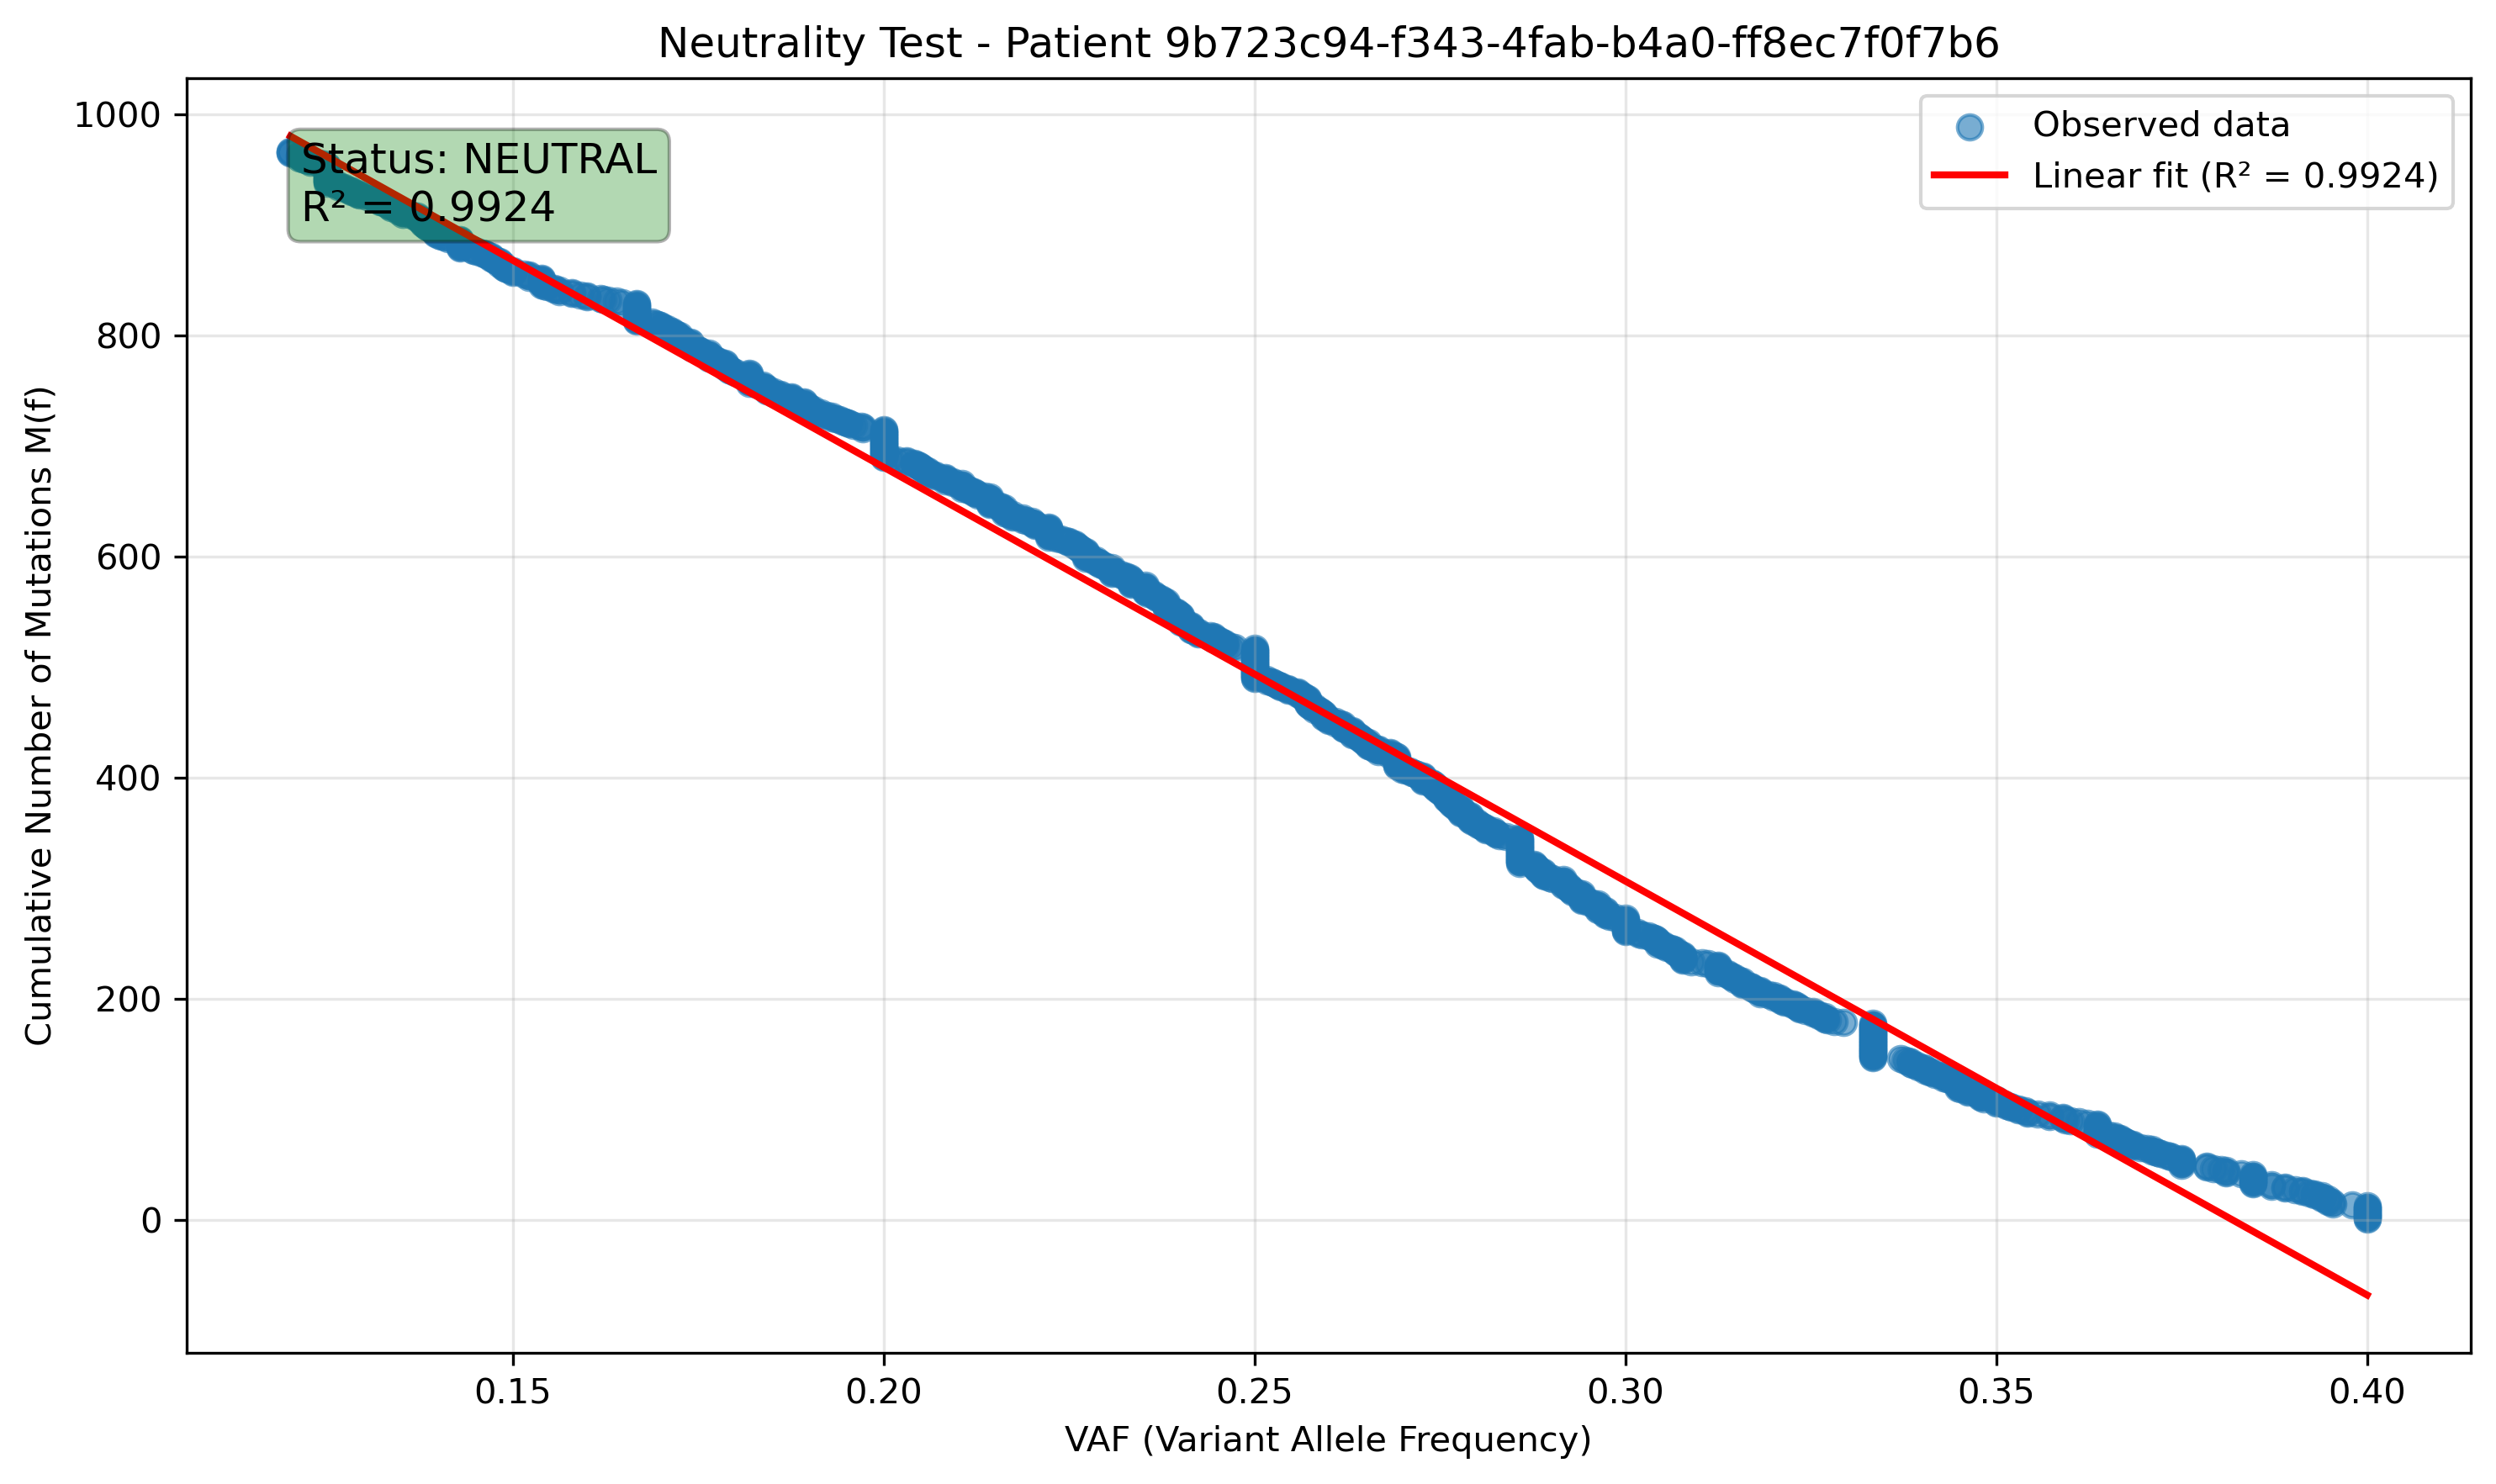 Neutrality Test - Patient 9b723c94-f343-4fab-b4a0-ff8ec7f0f7b6
Status: NEUTRAL
R² = 0.9924
Observed data
Linear fit (R² = 0.9924)
Cumulative Number of Mutations M(f)
1000
800
600
400
200
0
0.15
0.20
0.25
0.30
0.35
0.40
VAF (Variant Allele Frequency)